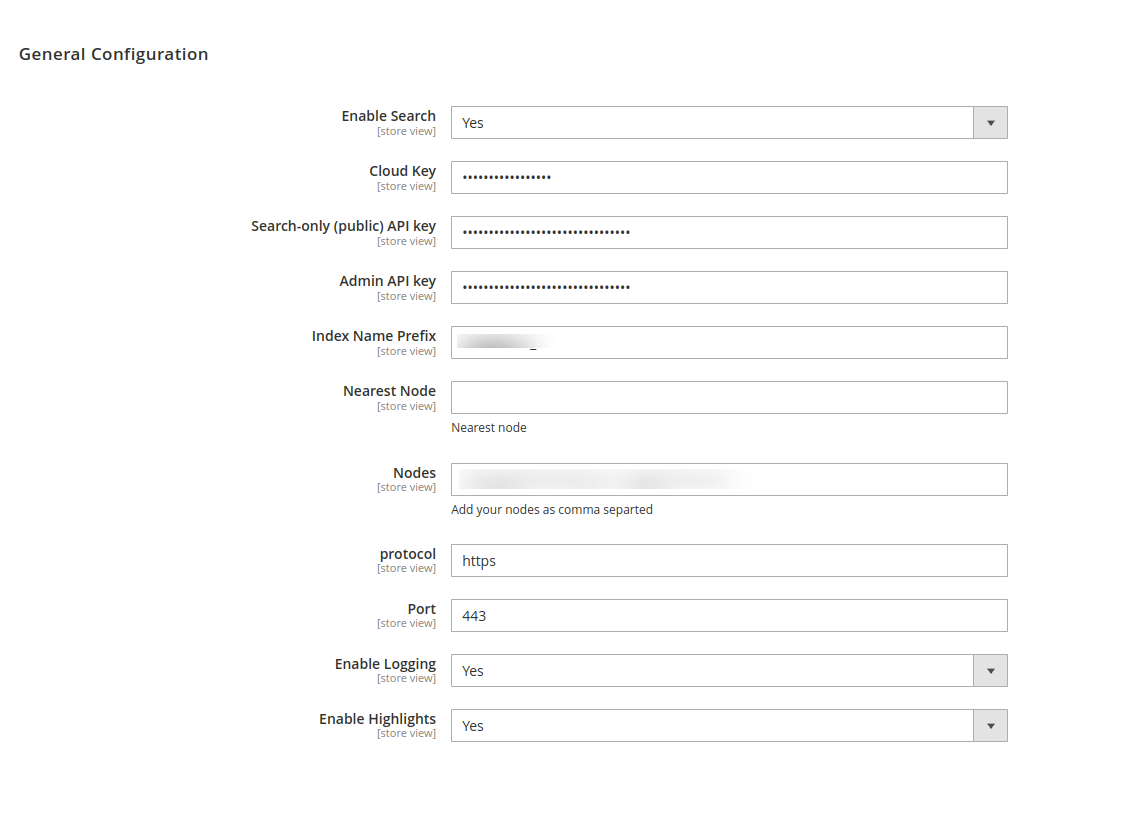 General Configuration
Enable Search
[store view]
Yes
Cloud Key
[store view]
•••••••••••••••••
Search-only (public) API key
[store view]
••••••••••••••••••••••••••••••••
Admin API key
[store view]
••••••••••••••••••••••••••••••••
Index Name Prefix
[store view]
_
Nearest Node
[store view]
Nearest node
Nodes
[store view]
Add your nodes as comma separted
protocol
[store view]
https
Port
[store view]
443
Enable Logging
[store view]
Yes
Enable Highlights
[store view]
Yes